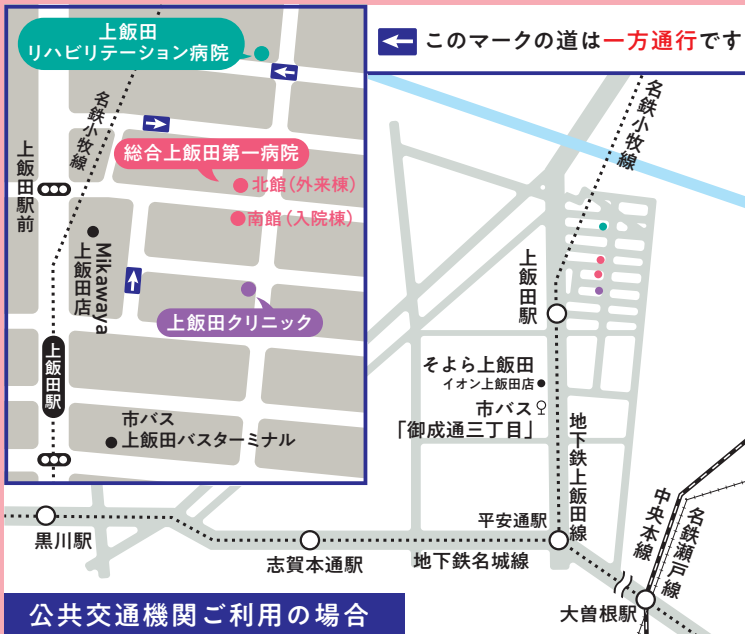 上飯田
リハビリテーション病院
このマークの道は一方通行です
名鉄小牧線
総合上飯田第一病院
北館(外来棟)
南館(入院棟)
上飯田駅前
Mikawaya
上飯田店
上飯田クリニック
上飯田駅
市バス
上飯田バスターミナル
名鉄小牧線
上飯田駅
そよら上飯田
イオン上飯田店
市バス
「御成通三丁目」
地下鉄上飯田線
平安通駅
中央本線
名鉄瀬戸線
黒川駅
志賀本通駅
地下鉄名城線
大曽根駅
公共交通機関ご利用の場合